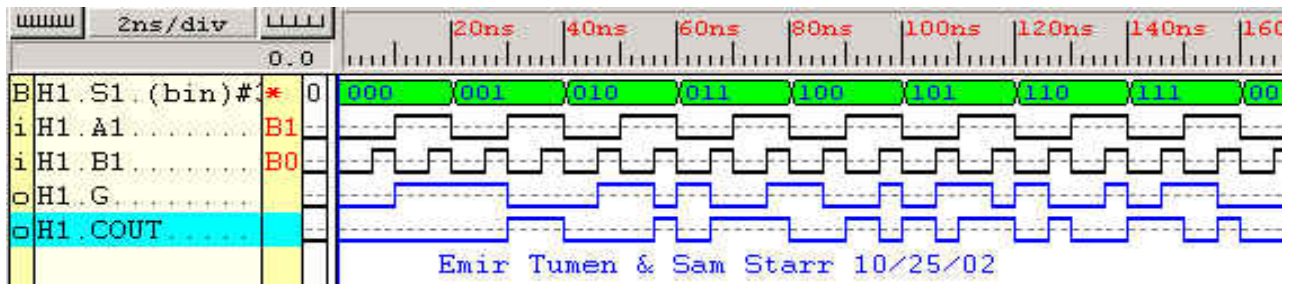 2ns/div 20ns 40ns 60ns 80ns 100ns 120ns 140ns 160
0.0
B H1.S1.(bin)# * 0 000 001 010 011 100 101 110 111 00
i H1.A1....... B1
i H1.B1....... B0
o H1.G........
o H1.COUT.....
Emir Tumen & Sam Starr 10/25/02